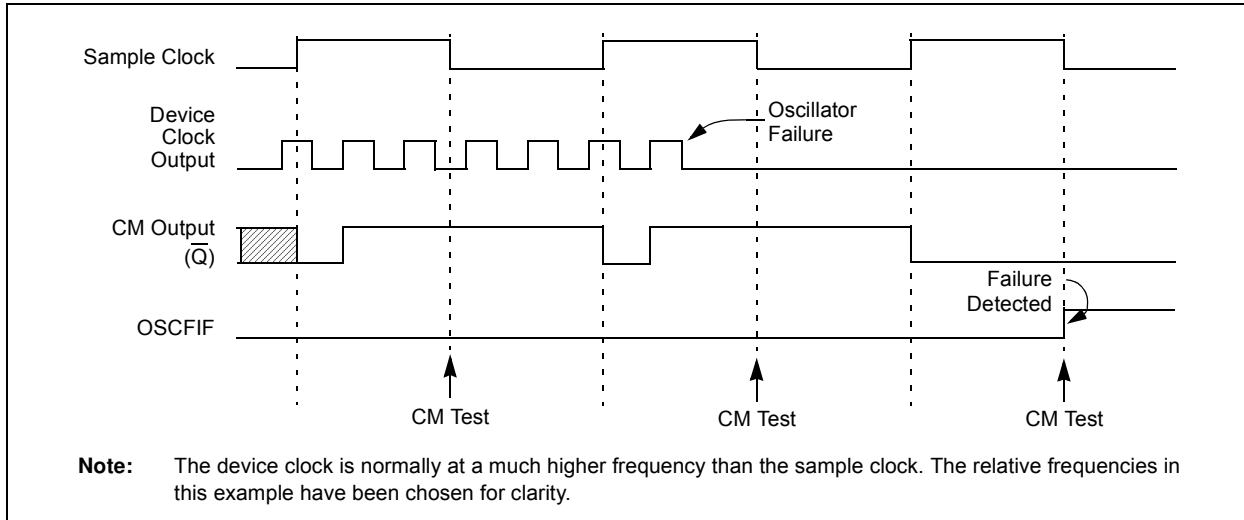 Sample Clock
Device
Clock
Output
Oscillator
Failure
CM Output
(Q̅)
Failure
Detected
OSCFIF
CM Test
CM Test
CM Test
Note: The device clock is normally at a much higher frequency than the sample clock. The relative frequencies in
this example have been chosen for clarity.